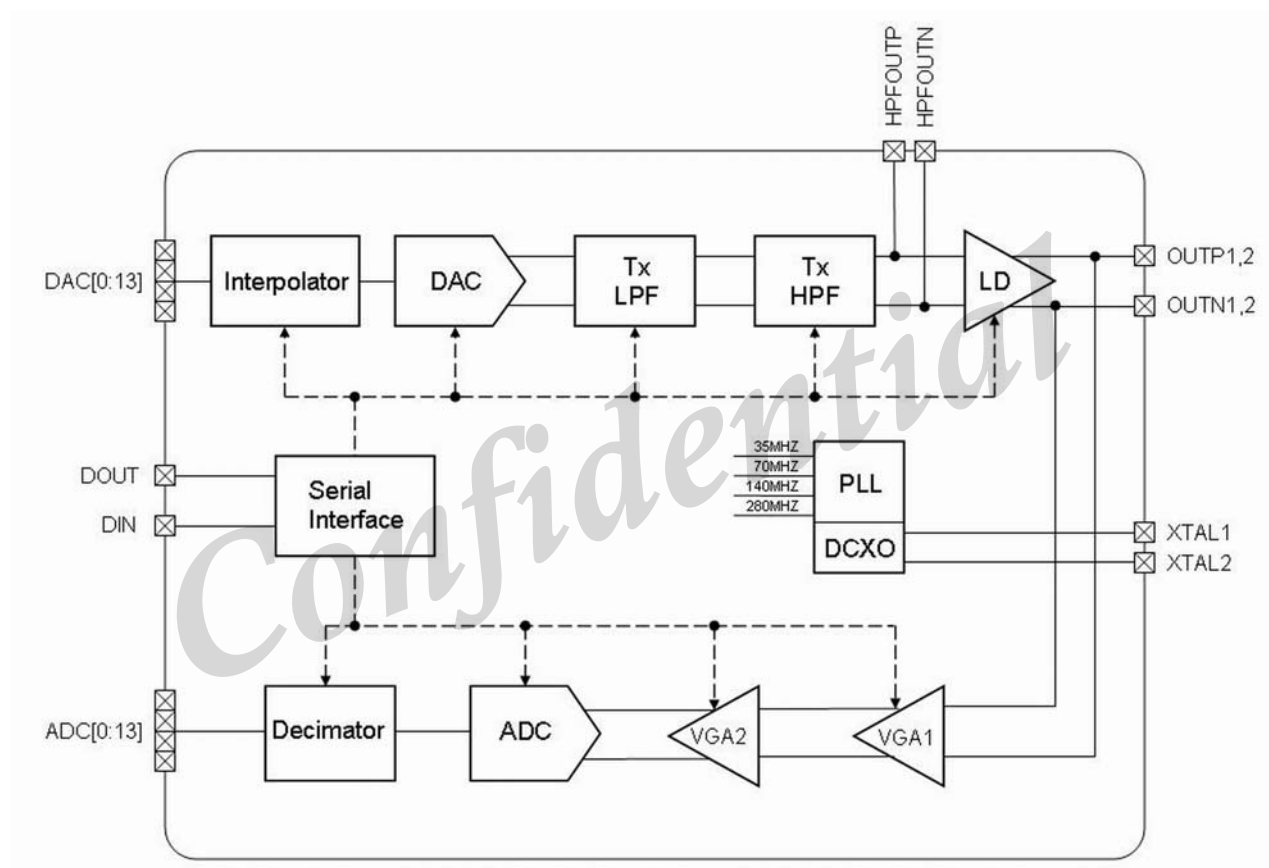 HPFOUTP
HPFOUTN
DAC[0:13]
Interpolator
DAC
Tx
LPF
Tx
HPF
LD
OUTP1,2
OUTN1,2
DOUT
DIN
Serial
Interface
35MHZ
70MHZ
140MHZ
280MHZ
PLL
DCXO
XTAL1
XTAL2
Confidential
ADC[0:13]
Decimator
ADC
VGA2
VGA1